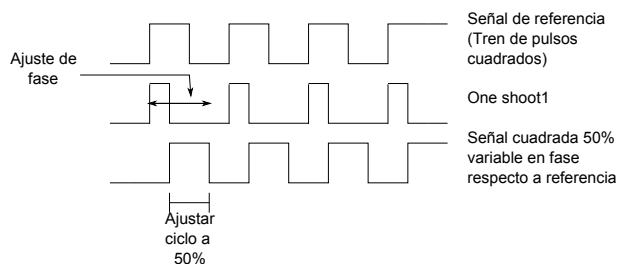 Señal de referencia
(Tren de pulsos
cuadrados)
Ajuste de
fase
One shoot1
Señal cuadrada 50%
variable en fase
respecto a referencia
Ajustar
ciclo a
50%